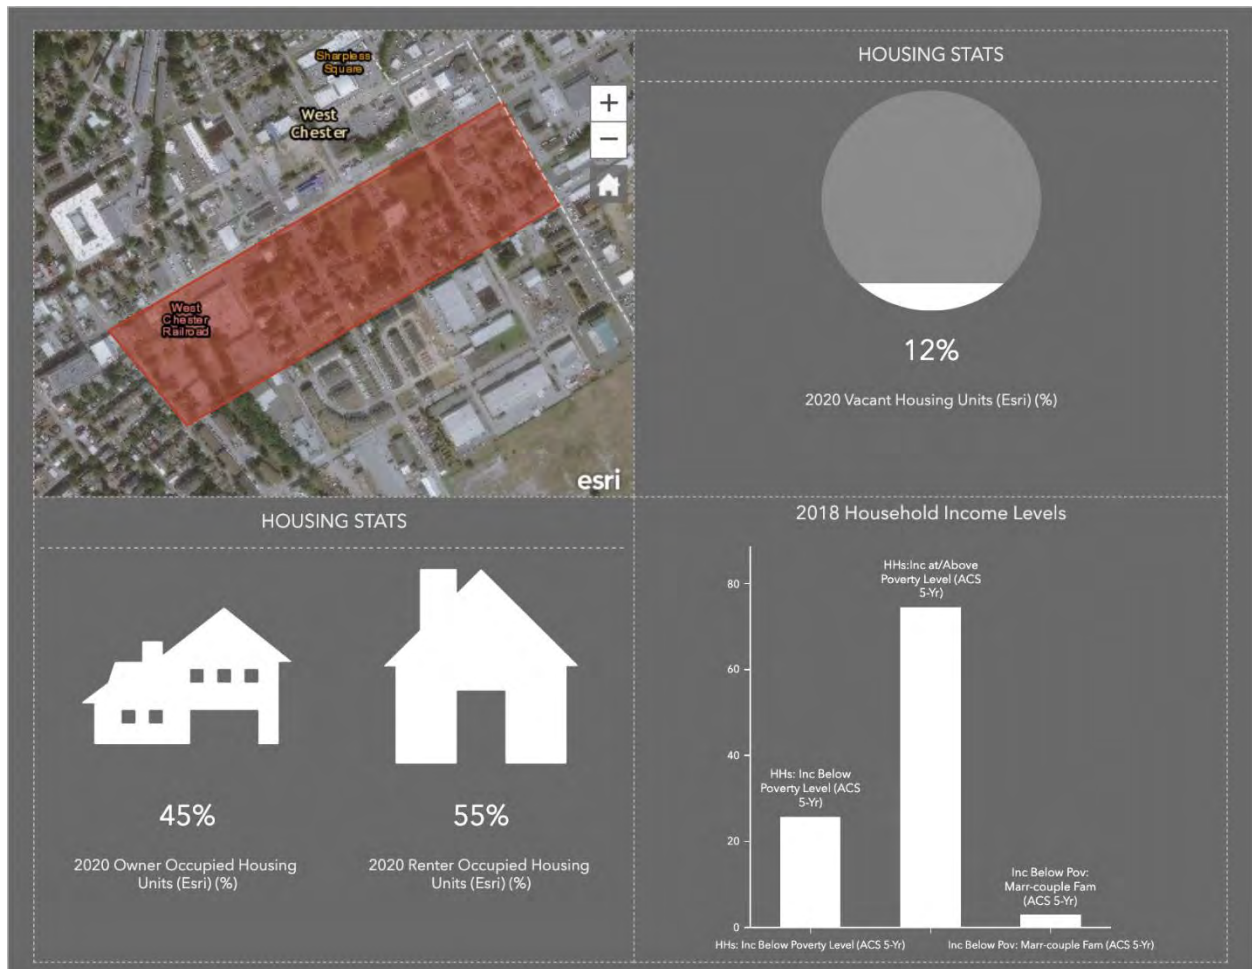 Sharpless
Square
West
Chester
+
−
West
Chester
Railroad
esri
HOUSING STATS
12%
2020 Vacant Housing Units (Esri) (%)
HOUSING STATS
45%
2020 Owner Occupied Housing
Units (Esri) (%)
55%
2020 Renter Occupied Housing
Units (Esri) (%)
2018 Household Income Levels
80
60
40
20
0
HHs: Inc Below
Poverty Level (ACS
5-Yr)
HHs:Inc at/Above
Poverty Level (ACS
5-Yr)
Inc Below Pov:
Marr-couple Fam
(ACS 5-Yr)
HHs: Inc Below Poverty Level (ACS 5-Yr)
Inc Below Pov: Marr-couple Fam (ACS 5-Yr)